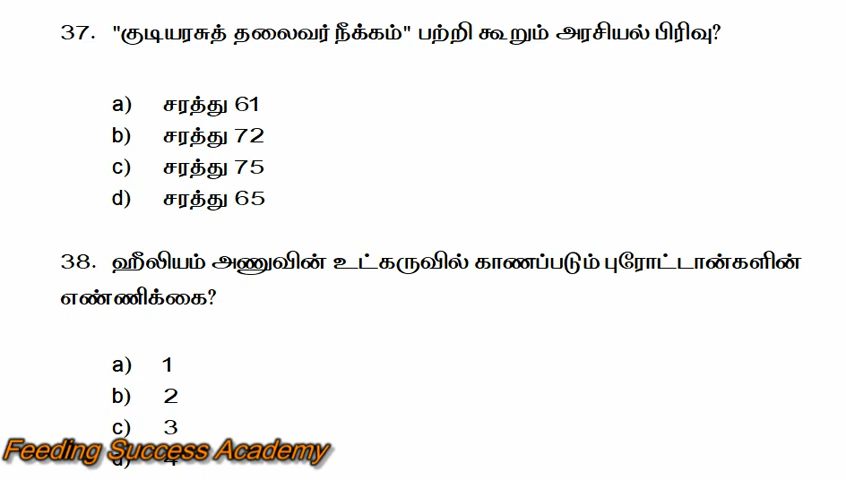 37. "குடியரசுத் தலைவர் நீக்கம்" பற்றி கூறும் அரசியல் பிரிவு?
a) சரத்து 61
b) சரத்து 72
c) சரத்து 75
d) சரத்து 65
38. ஹீலியம் அணுவின் உட்கருவில் காணப்படும் புரோட்டான்களின்
எண்ணிக்கை?
a) 1
b) 2
c) 3
Feeding Success Academy
d) 4